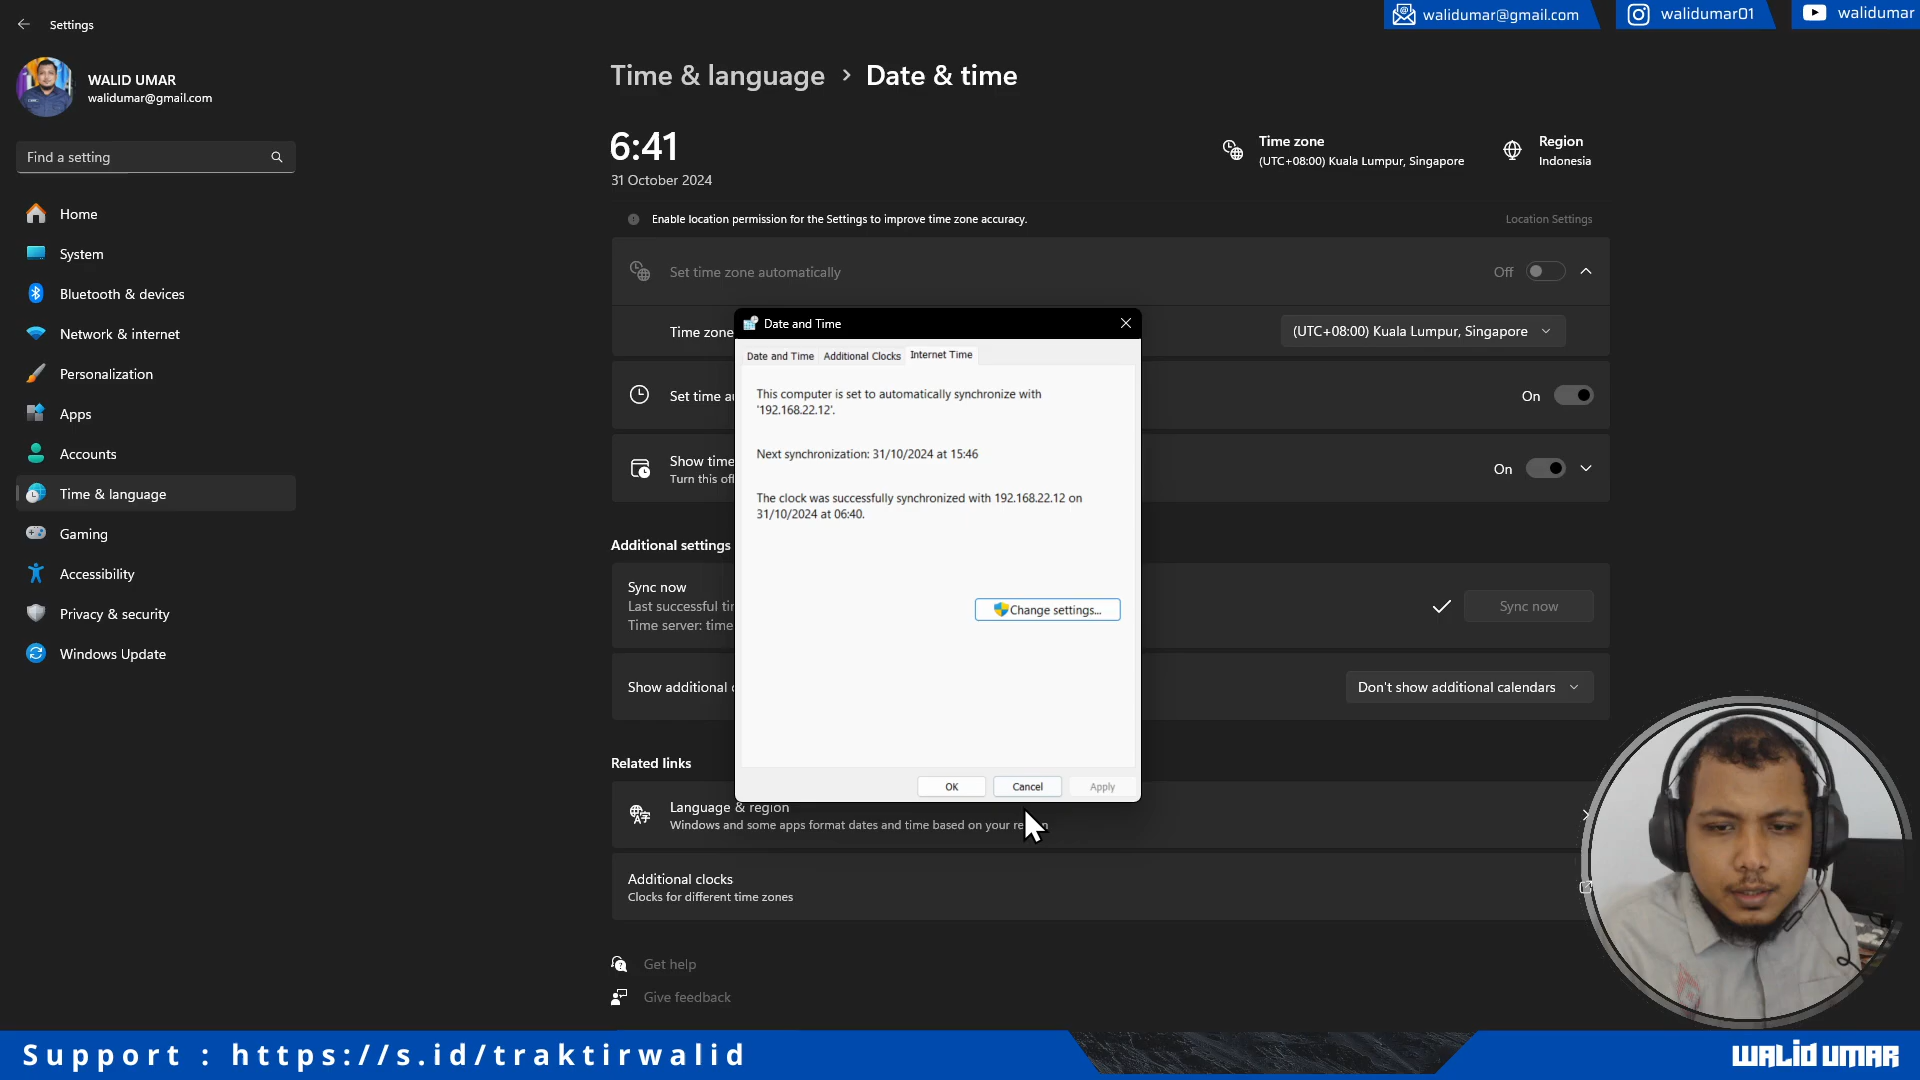 Settings
walidumar@gmail.com
walidumar01
walidumar
WALID UMAR
walidumar@gmail.com
Find a setting
Home
System
Bluetooth & devices
Network & internet
Personalization
Apps
Accounts
Time & language
Gaming
Accessibility
Privacy & security
Windows Update
Time & language › Date & time
6:41
31 October 2024
Time zone
(UTC+08:00) Kuala Lumpur, Singapore
Region
Indonesia
Enable location permission for the Settings to improve time zone accuracy.
Location Settings
Set time zone automatically
Off
Time zone
(UTC+08:00) Kuala Lumpur, Singapore
Set time
On
Show time
Turn this
On
Additional settings
Sync now
Last successful
Time server:
Sync now
Show additional
Don't show additional calendars
Related links
Language & region
Windows and some apps format dates and time based on your region
Additional clocks
Clocks for different time zones
Get help
Give feedback
Date and Time
Date and Time
Additional Clocks
Internet Time
This computer is set to automatically synchronize with
'192.168.22.12'.
Next synchronization: 31/10/2024 at 15:46
The clock was successfully synchronized with 192.168.22.12 on
31/10/2024 at 06:40.
Change settings...
OK
Cancel
Apply
Support : https://s.id/traktirwalid
WALID UMAR